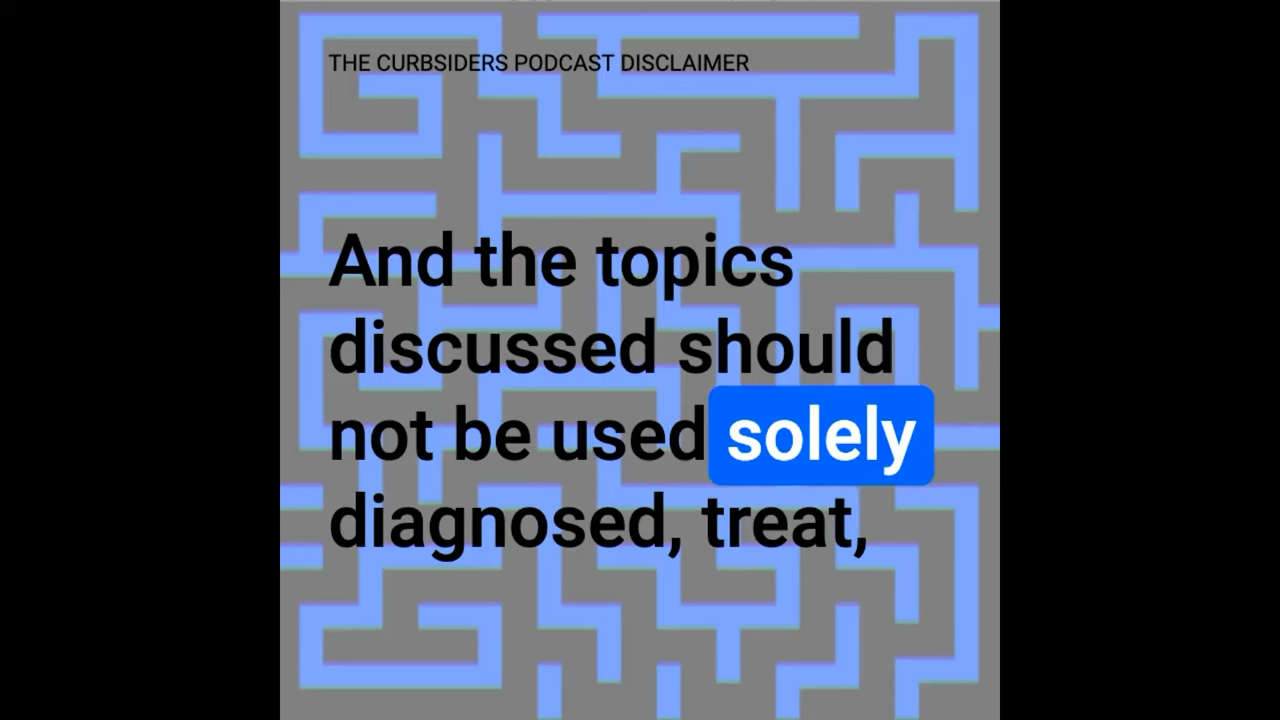 THE CURBSIDERS PODCAST DISCLAIMER
And the topics
discussed should
not be used solely
diagnosed, treat,